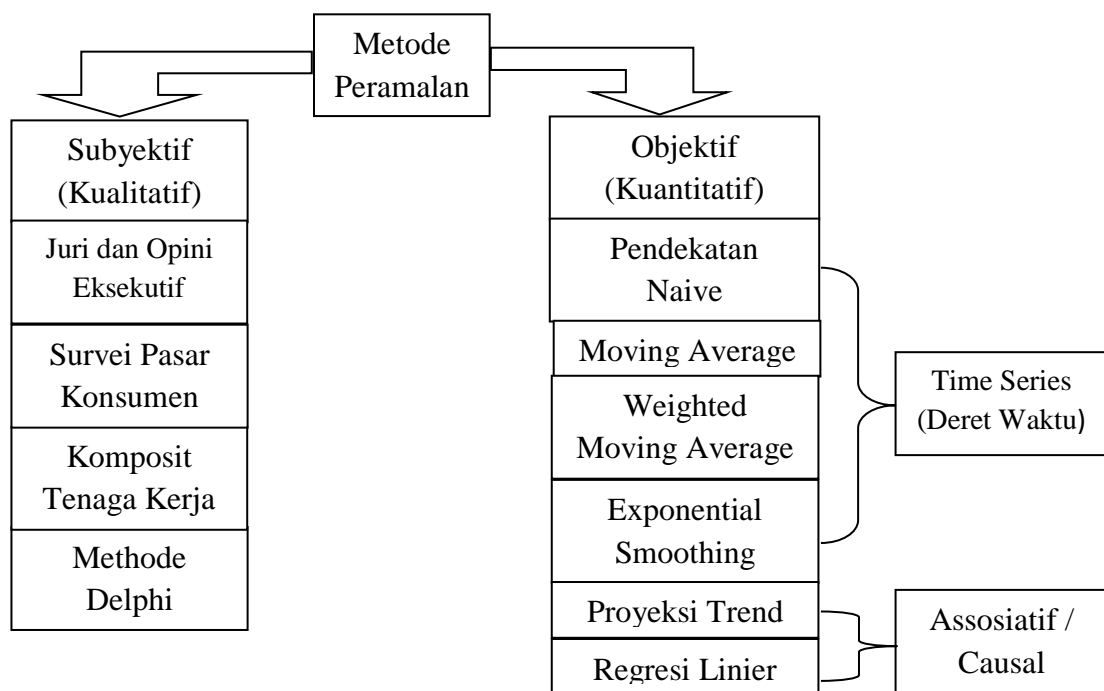 Metode
Peramalan
Subyektif
(Kualitatif)
Juri dan Opini
Eksekutif
Survei Pasar
Konsumen
Komposit
Tenaga Kerja
Methode
Delphi
Objektif
(Kuantitatif)
Pendekatan
Naive
Moving Average
Weighted
Moving Average
Exponential
Smoothing
Proyeksi Trend
Regresi Linier
Time Series
(Deret Waktu)
Assosiatif /
Causal